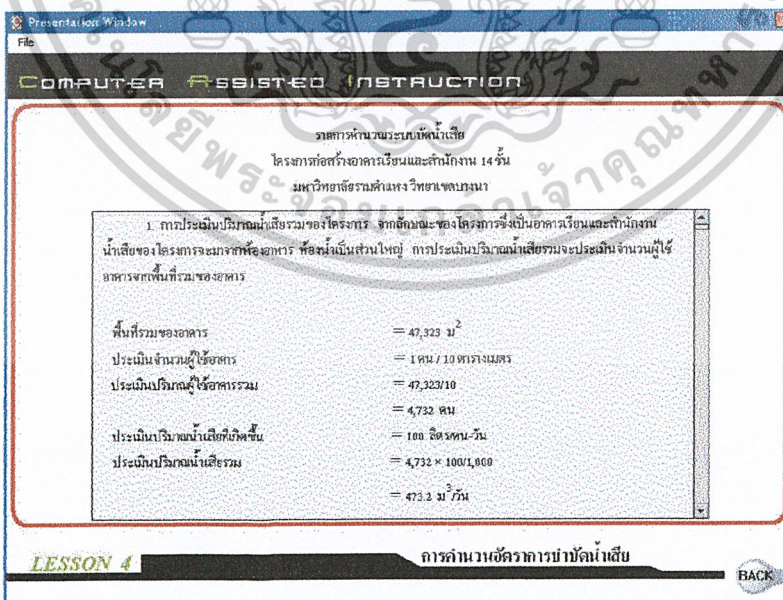 Presentation Window
File
COMPUTER ASSISTED INSTRUCTION
รายการคำนวณระบบบัดน้ำเสีย
โครงการก่อสร้างอาคารเรียนและสำนักงาน 14 ชั้น
มหาวิทยาลัยรามคำแหง วิทยาเขตบางนา
1. การประเมินปริมาณน้ำเสียรวมของโครงการ จากลักษณะของโครงการซึ่งเป็นอาคารเรียนและสำนักงาน
น้ำเสียของโครงการจะมาจากห้องอาหาร ห้องน้ำเป็นส่วนใหญ่ การประเมินปริมาณน้ำเสียรวมจะประเมินจำนวนผู้ใช้
อาคารจากพื้นที่รวมของอาคาร
พื้นที่รวมของอาคาร = 47,323 ม²
ประเมินจำนวนผู้ใช้อาคาร = 1 คน / 10 ตารางเมตร
ประเมินปริมาณผู้ใช้อาคารรวม = 47,323/10
= 4,732 คน
ประเมินปริมาณน้ำเสียที่เกิดขึ้น = 100 ลิตร/คน-วัน
ประเมินปริมาณน้ำเสียรวม = 4,732 × 100/1,000
= 473.2 ม³/วัน
LESSON 4
การคำนวนอัตราการบำบัดน้ำเสีย
BACK